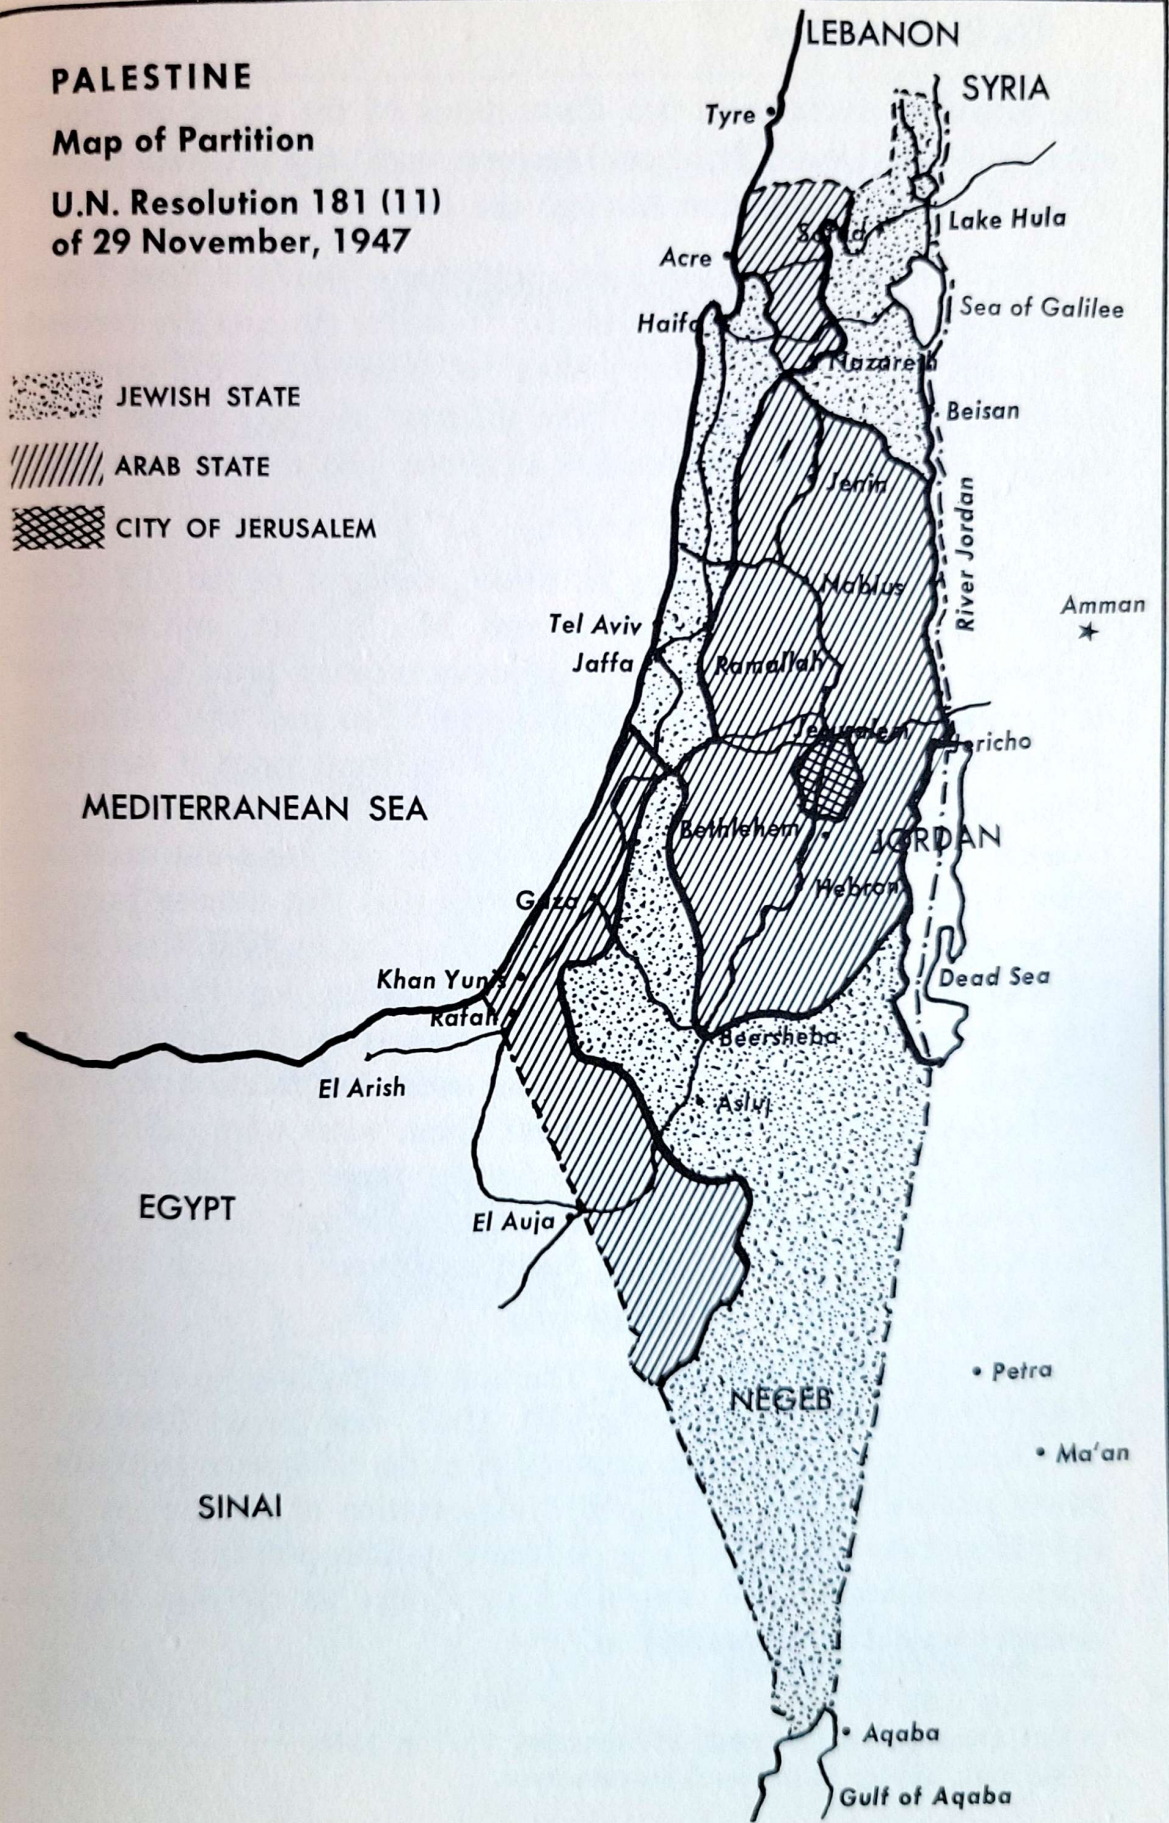 PALESTINE
Map of Partition
U.N. Resolution 181 (11)
of 29 November, 1947
JEWISH STATE
ARAB STATE
CITY OF JERUSALEM
LEBANON
SYRIA
Tyre
Lake Hula
Safad
Acre
Sea of Galilee
Haifa
Nazareth
Beisan
Jenin
River Jordan
Nablus
Amman
Tel Aviv
Jaffa
Ramallah
Jerusalem
Jericho
MEDITERRANEAN SEA
Bethlehem
JORDAN
Hebron
Gaza
Khan Yunis
Dead Sea
Rafah
Beersheba
El Arish
Asluj
EGYPT
El Auja
Petra
NEGEB
Ma'an
SINAI
Aqaba
Gulf of Aqaba